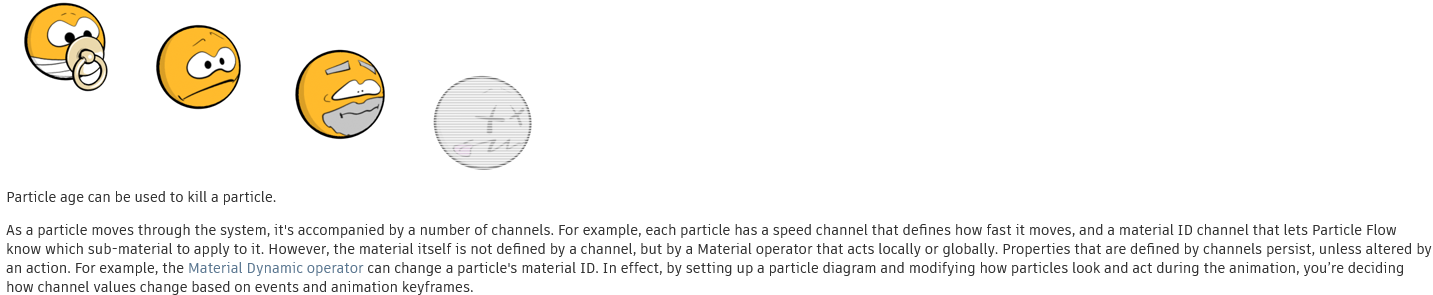 Particle age can be used to kill a particle.
As a particle moves through the system, it's accompanied by a number of channels. For example, each particle has a speed channel that defines how fast it moves, and a material ID channel that lets Particle Flow
know which sub-material to apply to it. However, the material itself is not defined by a channel, but by a Material operator that acts locally or globally. Properties that are defined by channels persist, unless altered by
an action. For example, the Material Dynamic operator can change a particle's material ID. In effect, by setting up a particle diagram and modifying how particles look and act during the animation, you’re deciding
how channel values change based on events and animation keyframes.